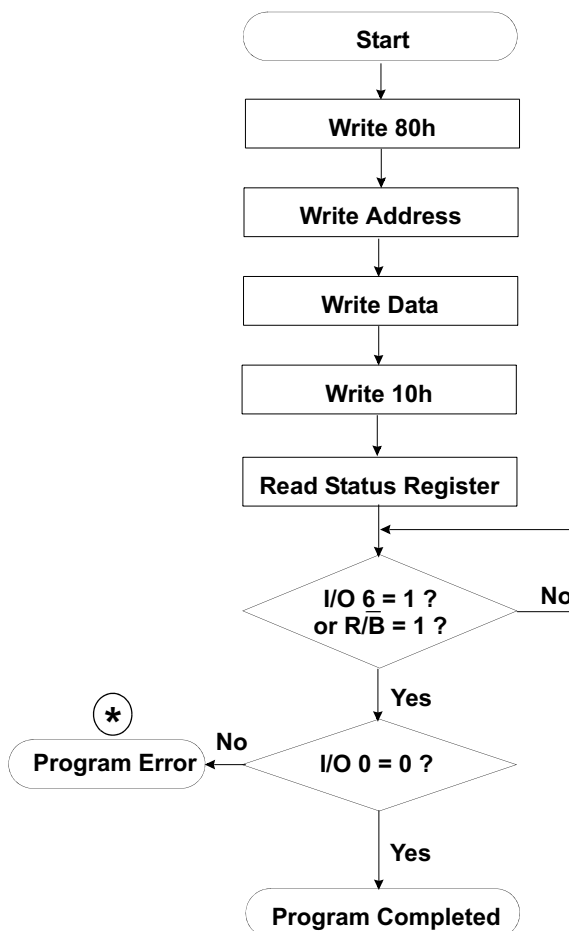 Start
Write 80h
Write Address
Write Data
Write 10h
Read Status Register
I/O 6 = 1 ?
or R/B̅ = 1 ?
No
Yes
*
No
Program Error
I/O 0 = 0 ?
Yes
Program Completed